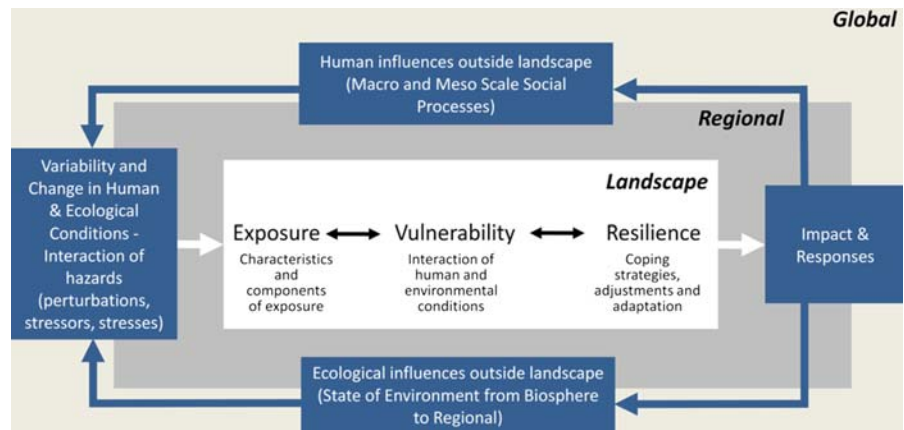 Global
Human influences outside landscape
(Macro and Meso Scale Social
Processes)
Regional
Variability and
Change in Human
& Ecological
Conditions -
Interaction of
hazards
(perturbations,
stressors, stresses)
Landscape
Exposure
Characteristics
and
components
of exposure
Vulnerability
Interaction of
human and
environmental
conditions
Resilience
Coping
strategies,
adjustments and
adaptation
Impact &
Responses
Ecological influences outside landscape
(State of Environment from Biosphere
to Regional)